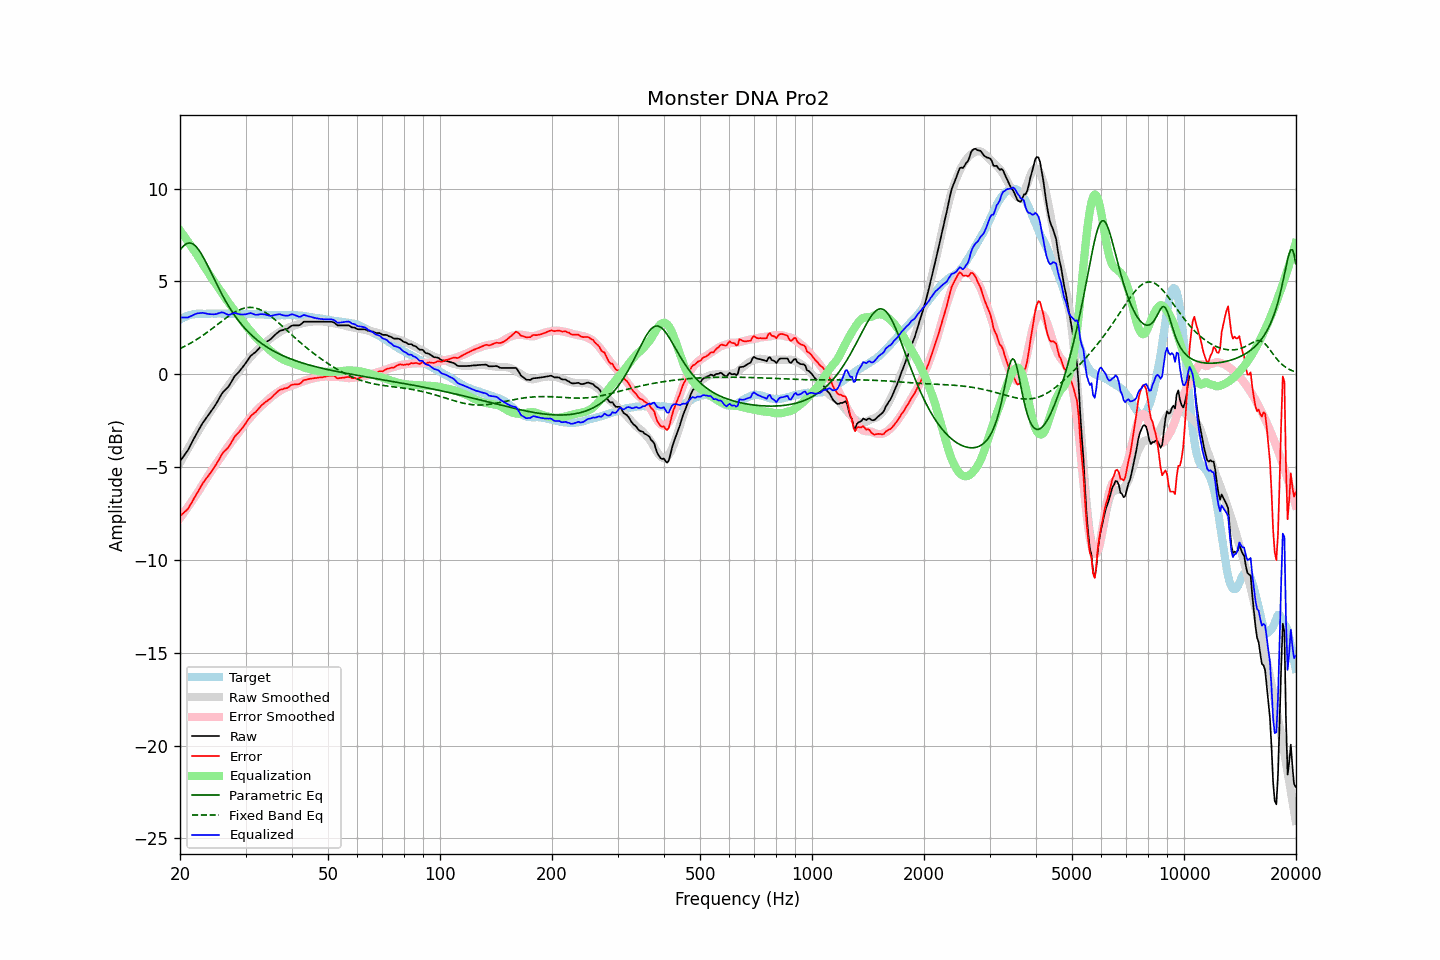 Monster DNA Pro2
10
5
0
−5
−10
−15
−20
−25
Amplitude (dBr)
Target
Raw Smoothed
Error Smoothed
Raw
Error
Equalization
Parametric Eq
Fixed Band Eq
Equalized
20 50 100 200 500 1000 2000 5000 10000 20000
Frequency (Hz)